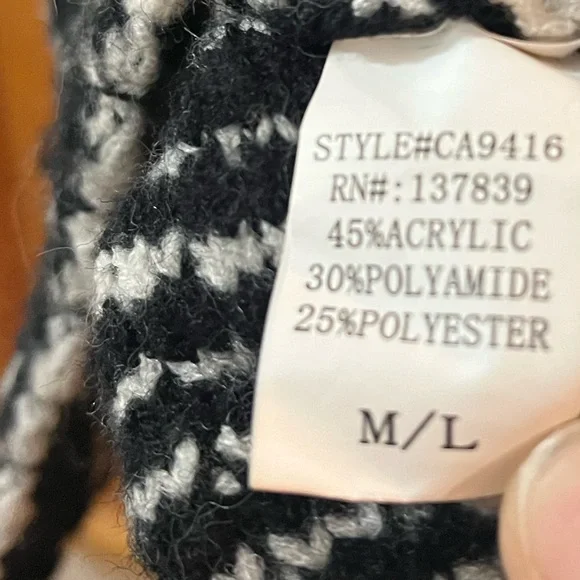 STYLE#CA9416
RN#:137839
45%ACRYLIC
30%POLYAMIDE
25%POLYESTER
M/L